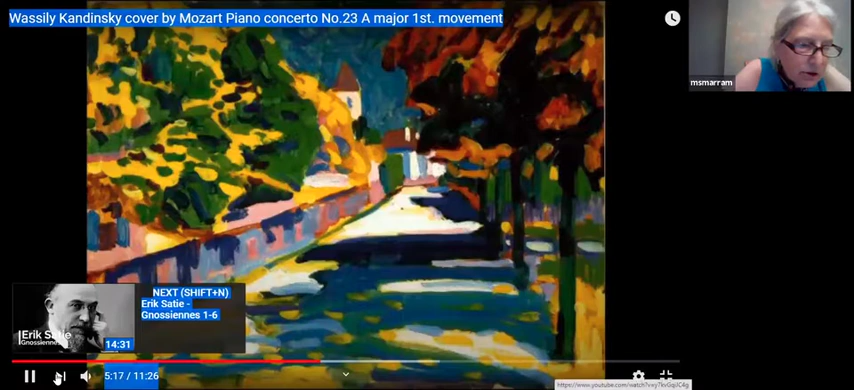 Wassily Kandinsky cover by Mozart Piano concerto No.23 A major 1st. movement
msmarram
NEXT (SHIFT+N)
Erik Satie -
Gnossiennes 1-6
Erik Satie
Gnossiennes
14:31
5:17 / 11:26